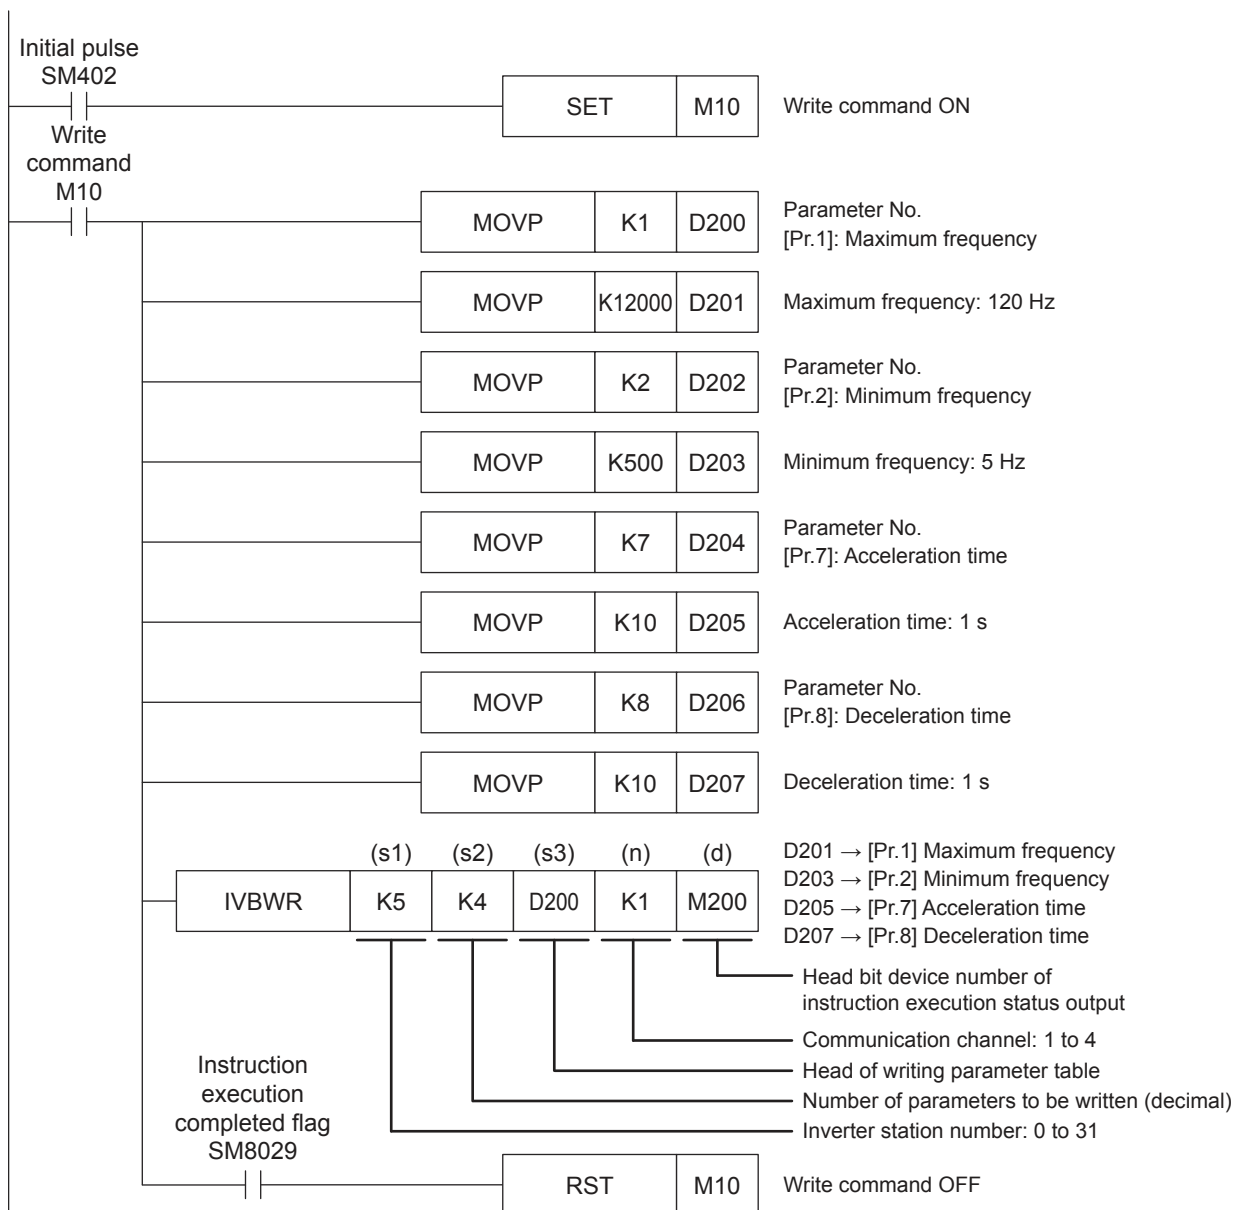 Initial pulse
SM402
SET M10 Write command ON
Write
command
M10
MOVP K1 D200 Parameter No.
[Pr.1]: Maximum frequency
MOVP K12000 D201 Maximum frequency: 120 Hz
MOVP K2 D202 Parameter No.
[Pr.2]: Minimum frequency
MOVP K500 D203 Minimum frequency: 5 Hz
MOVP K7 D204 Parameter No.
[Pr.7]: Acceleration time
MOVP K10 D205 Acceleration time: 1 s
MOVP K8 D206 Parameter No.
[Pr.8]: Deceleration time
MOVP K10 D207 Deceleration time: 1 s
(s1) (s2) (s3) (n) (d)
IVBWR K5 K4 D200 K1 M200
D201 → [Pr.1] Maximum frequency
D203 → [Pr.2] Minimum frequency
D205 → [Pr.7] Acceleration time
D207 → [Pr.8] Deceleration time
Head bit device number of
instruction execution status output
Communication channel: 1 to 4
Head of writing parameter table
Number of parameters to be written (decimal)
Inverter station number: 0 to 31
Instruction
execution
completed flag
SM8029
RST M10 Write command OFF